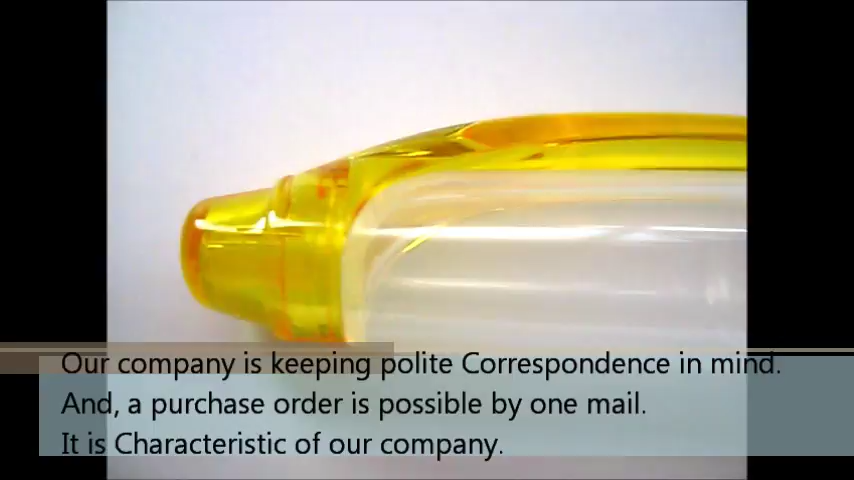 Our company is keeping polite Correspondence in mind.
And, a purchase order is possible by one mail.
It is Characteristic of our company.